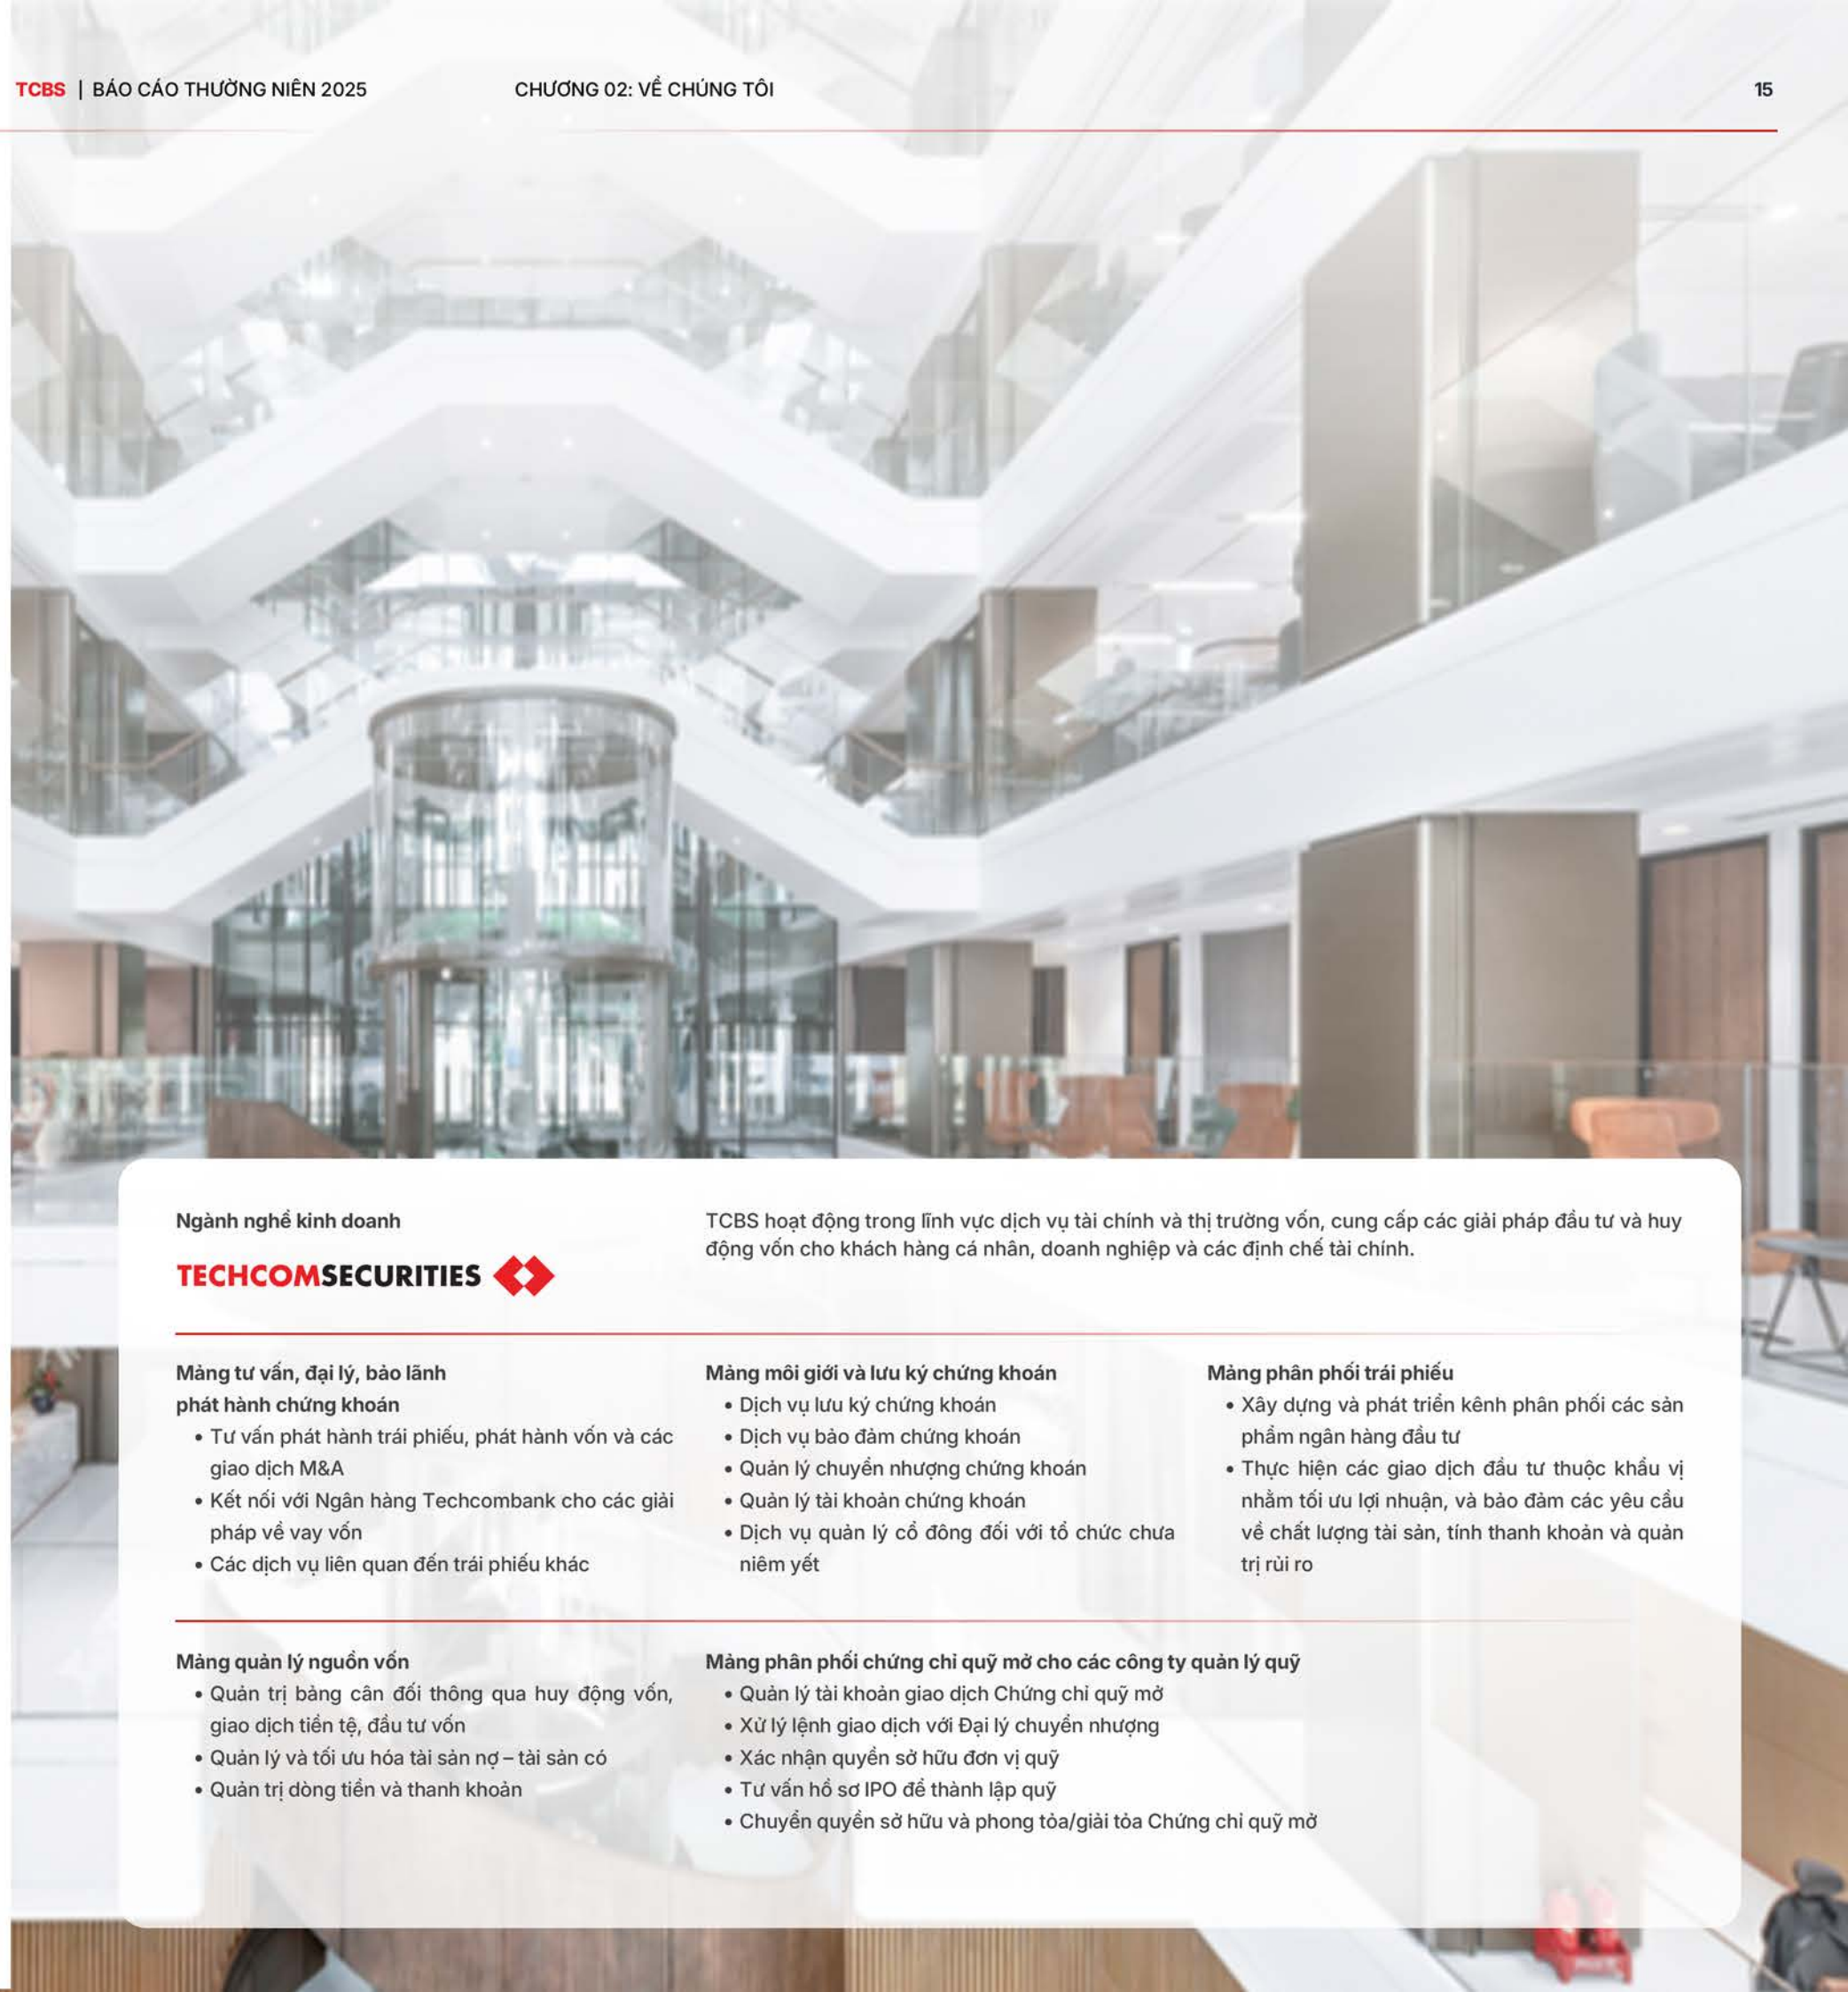 TCBS | BÁO CÁO THƯỜNG NIÊN 2025
CHƯƠNG 02: VỀ CHÚNG TÔI
15
Ngành nghề kinh doanh
TECHCOMSECURITIES
TCBS hoạt động trong lĩnh vực dịch vụ tài chính và thị trường vốn, cung cấp các giải pháp đầu tư và huy
động vốn cho khách hàng cá nhân, doanh nghiệp và các định chế tài chính.
Mảng tư vấn, đại lý, bảo lãnh
phát hành chứng khoán
• Tư vấn phát hành trái phiếu, phát hành vốn và các
giao dịch M&A
• Kết nối với Ngân hàng Techcombank cho các giải
pháp về vay vốn
• Các dịch vụ liên quan đến trái phiếu khác
Mảng môi giới và lưu ký chứng khoán
• Dịch vụ lưu ký chứng khoán
• Dịch vụ bảo đảm chứng khoán
• Quản lý chuyển nhượng chứng khoán
• Quản lý tài khoản chứng khoán
• Dịch vụ quản lý cổ đông đối với tổ chức chưa
niêm yết
Mảng phân phối trái phiếu
• Xây dựng và phát triển kênh phân phối các sản
phẩm ngân hàng đầu tư
• Thực hiện các giao dịch đầu tư thuộc khẩu vị
nhằm tối ưu lợi nhuận, và bảo đảm các yêu cầu
về chất lượng tài sản, tính thanh khoản và quản
trị rủi ro
Mảng quản lý nguồn vốn
• Quản trị bảng cân đối thông qua huy động vốn,
giao dịch tiền tệ, đầu tư vốn
• Quản lý và tối ưu hóa tài sản nợ – tài sản có
• Quản trị dòng tiền và thanh khoản
Mảng phân phối chứng chỉ quỹ mở cho các công ty quản lý quỹ
• Quản lý tài khoản giao dịch Chứng chỉ quỹ mở
• Xử lý lệnh giao dịch với Đại lý chuyển nhượng
• Xác nhận quyền sở hữu đơn vị quỹ
• Tư vấn hồ sơ IPO để thành lập quỹ
• Chuyển quyền sở hữu và phong tỏa/giải tỏa Chứng chỉ quỹ mở